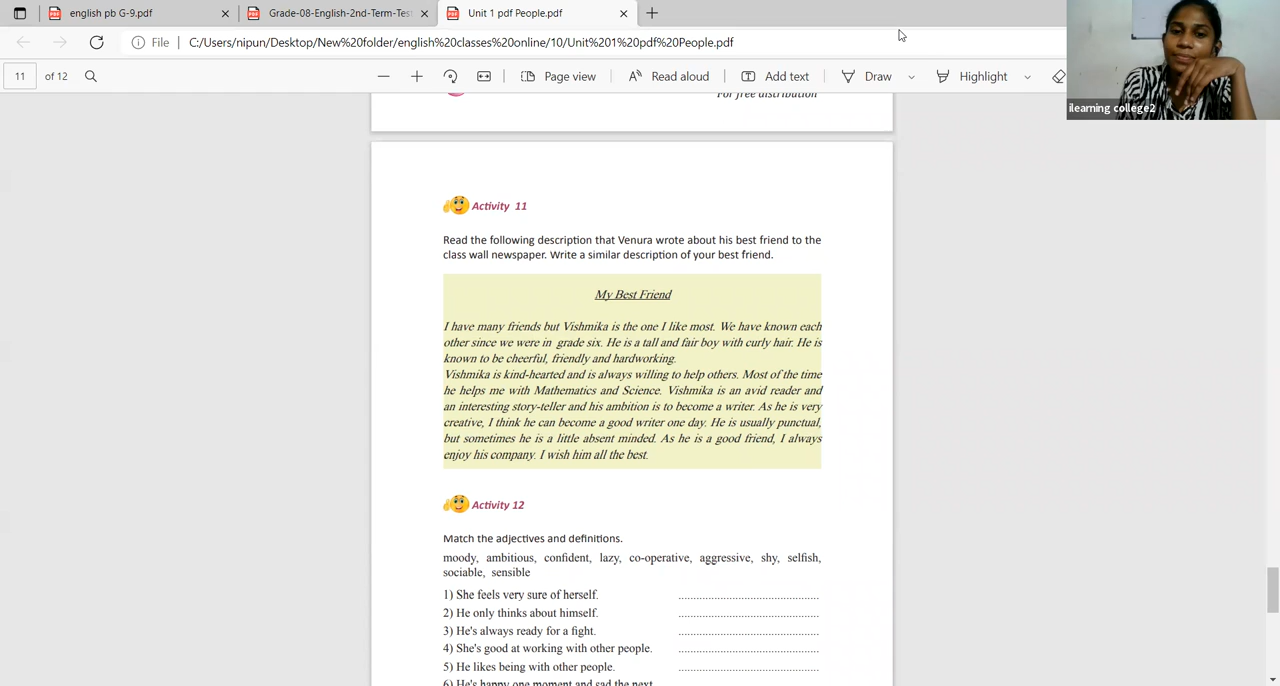 english pb G-9.pdf
Grade-08-English-2nd-Term-Test
Unit 1 pdf People.pdf
File C:/Users/nipun/Desktop/New%20folder/english%20classes%20online/10/Unit%201%20pdf%20People.pdf
11 of 12
Page view
Read aloud
Add text
Draw
Highlight
ilearning college2
For free distribution
Activity 11
Read the following description that Venura wrote about his best friend to the
class wall newspaper. Write a similar description of your best friend.
My Best Friend
I have many friends but Vishmika is the one I like most. We have known each
other since we were in grade six. He is a tall and fair boy with curly hair. He is
known to be cheerful, friendly and hardworking.
Vishmika is kind-hearted and is always willing to help others. Most of the time
he helps me with Mathematics and Science. Vishmika is an avid reader and
an interesting story-teller and his ambition is to become a writer. As he is very
creative, I think he can become a good writer one day. He is usually punctual,
but sometimes he is a little absent minded. As he is a good friend, I always
enjoy his company. I wish him all the best.
Activity 12
Match the adjectives and definitions.
moody, ambitious, confident, lazy, co-operative, aggressive, shy, selfish,
sociable, sensible
1) She feels very sure of herself. ..........................................
2) He only thinks about himself. ..........................................
3) He's always ready for a fight. ..........................................
4) She's good at working with other people. ..........................................
5) He likes being with other people. ..........................................
6) He's happy one moment and sad the next